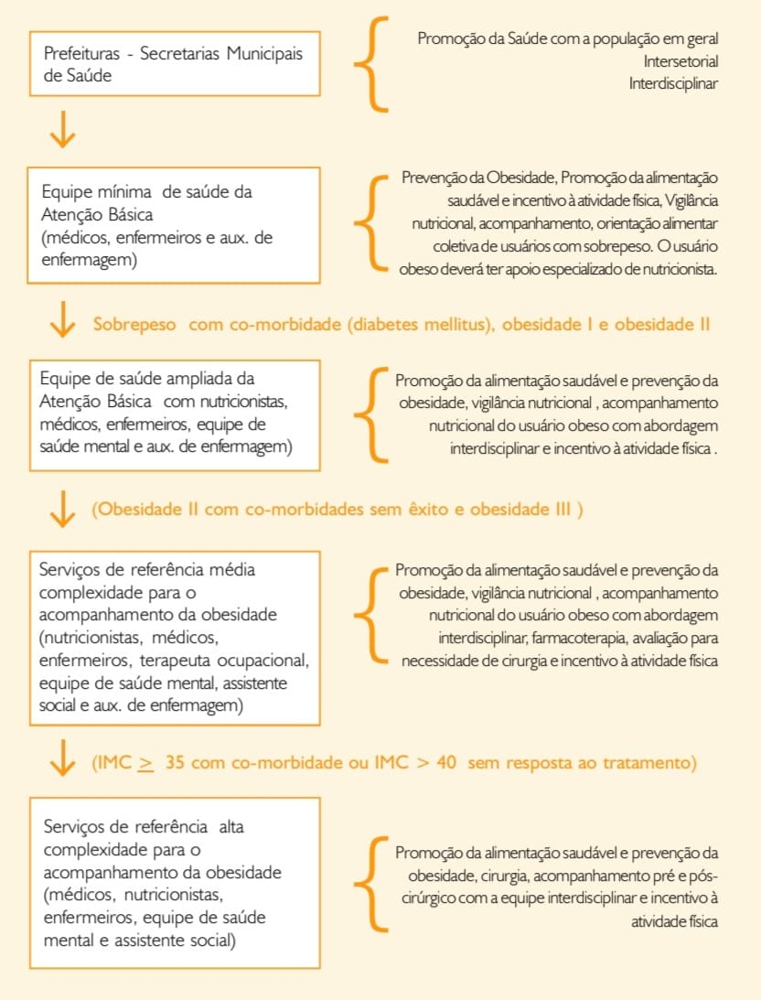 Prefeituras - Secretarias Municipais
de Saúde
Promoção da Saúde com a população em geral
Intersetorial
Interdisciplinar
Equipe mínima de saúde da
Atenção Básica
(médicos, enfermeiros e aux. de
enfermagem)
Prevenção da Obesidade, Promoção da alimentação
saudável e incentivo à atividade física, Vigilância
nutricional, acompanhamento, orientação alimentar
coletiva de usuários com sobrepeso. O usuário
obeso deverá ter apoio especializado de nutricionista.
Sobrepeso com co-morbidade (diabetes mellitus), obesidade I e obesidade II
Equipe de saúde ampliada da
Atenção Básica com nutricionistas,
médicos, enfermeiros, equipe de
saúde mental e aux. de enfermagem)
Promoção da alimentação saudável e prevenção da
obesidade, vigilância nutricional , acompanhamento
nutricional do usuário obeso com abordagem
interdisciplinar e incentivo à atividade física .
(Obesidade II com co-morbidades sem êxito e obesidade III )
Serviços de referência média
complexidade para o
acompanhamento da obesidade
(nutricionistas, médicos,
enfermeiros, terapeuta ocupacional,
equipe de saúde mental, assistente
social e aux. de enfermagem)
Promoção da alimentação saudável e prevenção da
obesidade, vigilância nutricional , acompanhamento
nutricional do usuário obeso com abordagem
interdisciplinar, farmacoterapia, avaliação para
necessidade de cirurgia e incentivo à atividade física
(IMC ≥ 35 com co-morbidade ou IMC > 40 sem resposta ao tratamento)
Serviços de referência alta
complexidade para o
acompanhamento da obesidade
(médicos, nutricionistas,
enfermeiros, equipe de saúde
mental e assistente social)
Promoção da alimentação saudável e prevenção da
obesidade, cirurgia, acompanhamento pré e pós-
cirúrgico com a equipe interdisciplinar e incentivo à
atividade física